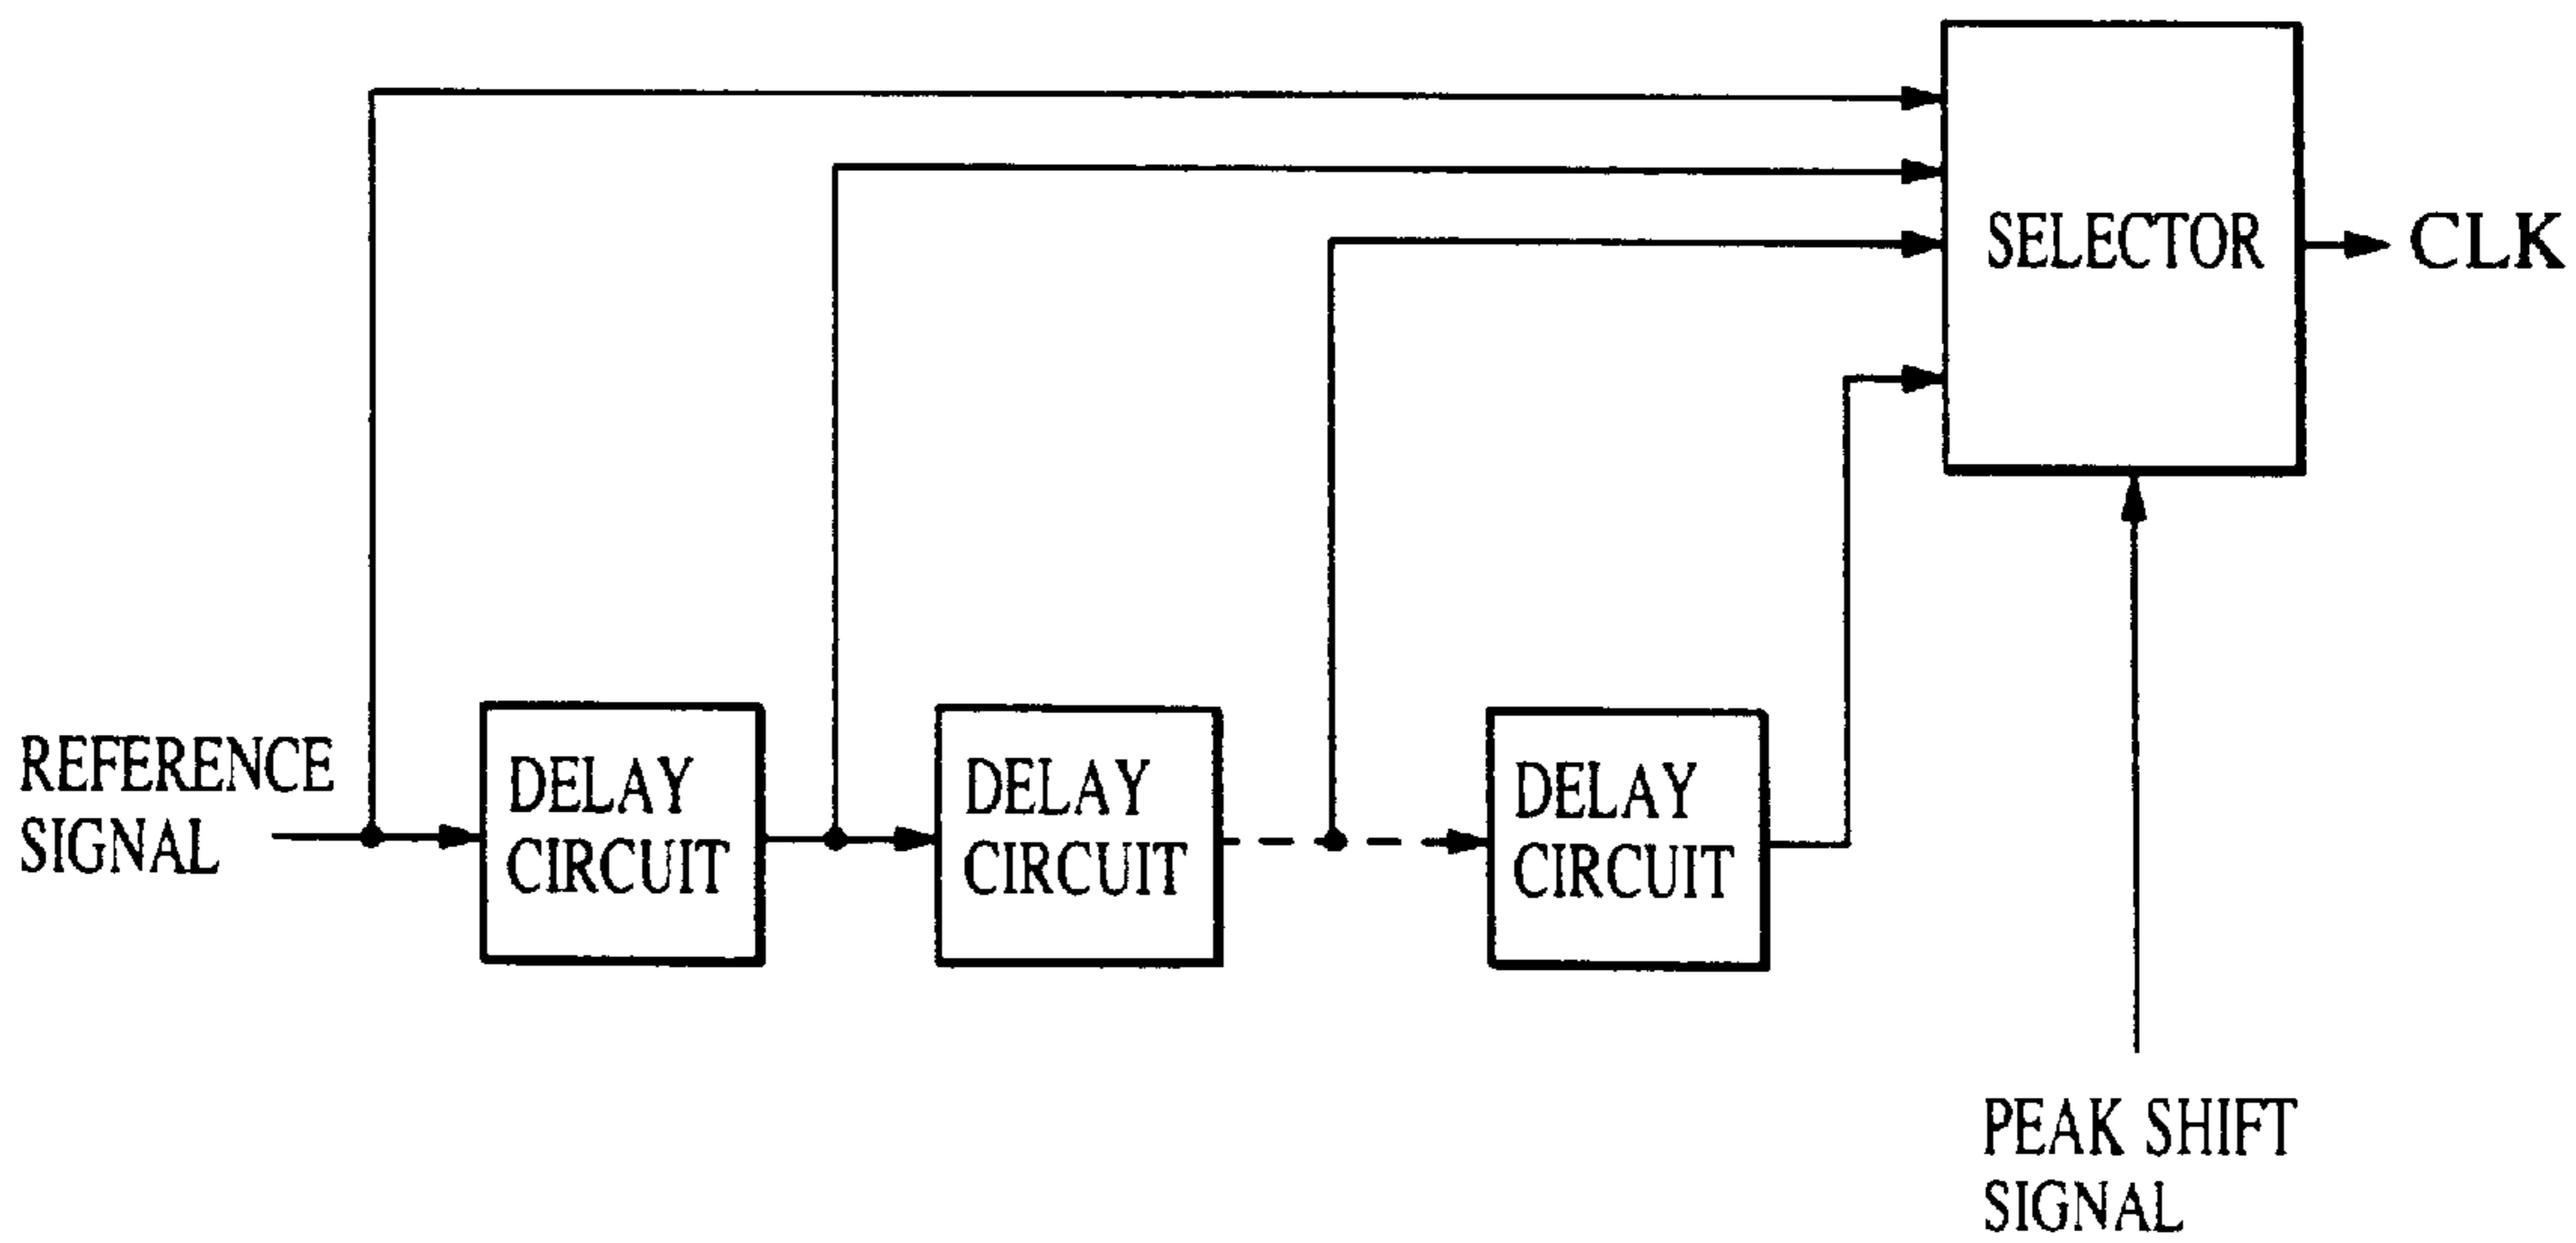 SELECTOR
CLK
REFERENCE
SIGNAL
DELAY
CIRCUIT
DELAY
CIRCUIT
DELAY
CIRCUIT
PEAK SHIFT
SIGNAL